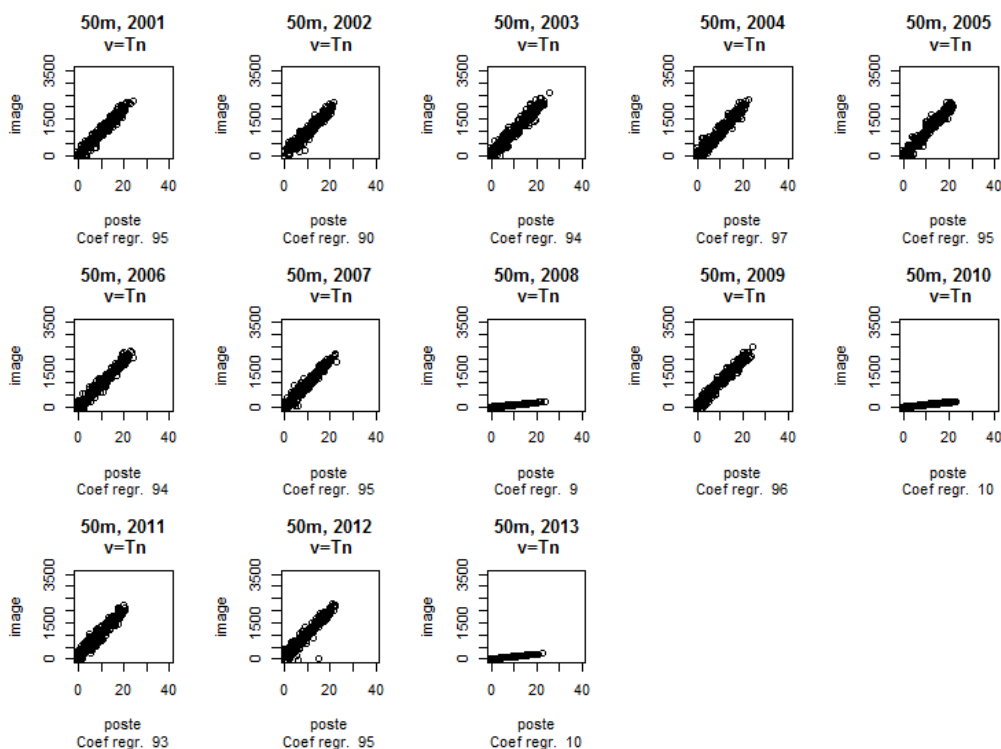 50m, 2001
v=Tn
image
0 1500 3500
0 20 40
poste
Coef regr. 95
50m, 2002
v=Tn
image
0 1500 3500
0 20 40
poste
Coef regr. 90
50m, 2003
v=Tn
image
0 1500 3500
0 20 40
poste
Coef regr. 94
50m, 2004
v=Tn
image
0 1500 3500
0 20 40
poste
Coef regr. 97
50m, 2005
v=Tn
image
0 1500 3500
0 20 40
poste
Coef regr. 95
50m, 2006
v=Tn
image
0 1500 3500
0 20 40
poste
Coef regr. 94
50m, 2007
v=Tn
image
0 1500 3500
0 20 40
poste
Coef regr. 95
50m, 2008
v=Tn
image
0 1500 3500
0 20 40
poste
Coef regr. 9
50m, 2009
v=Tn
image
0 1500 3500
0 20 40
poste
Coef regr. 96
50m, 2010
v=Tn
image
0 1500 3500
0 20 40
poste
Coef regr. 10
50m, 2011
v=Tn
image
0 1500 3500
0 20 40
poste
Coef regr. 93
50m, 2012
v=Tn
image
0 1500 3500
0 20 40
poste
Coef regr. 95
50m, 2013
v=Tn
image
0 1500 3500
0 20 40
poste
Coef regr. 10